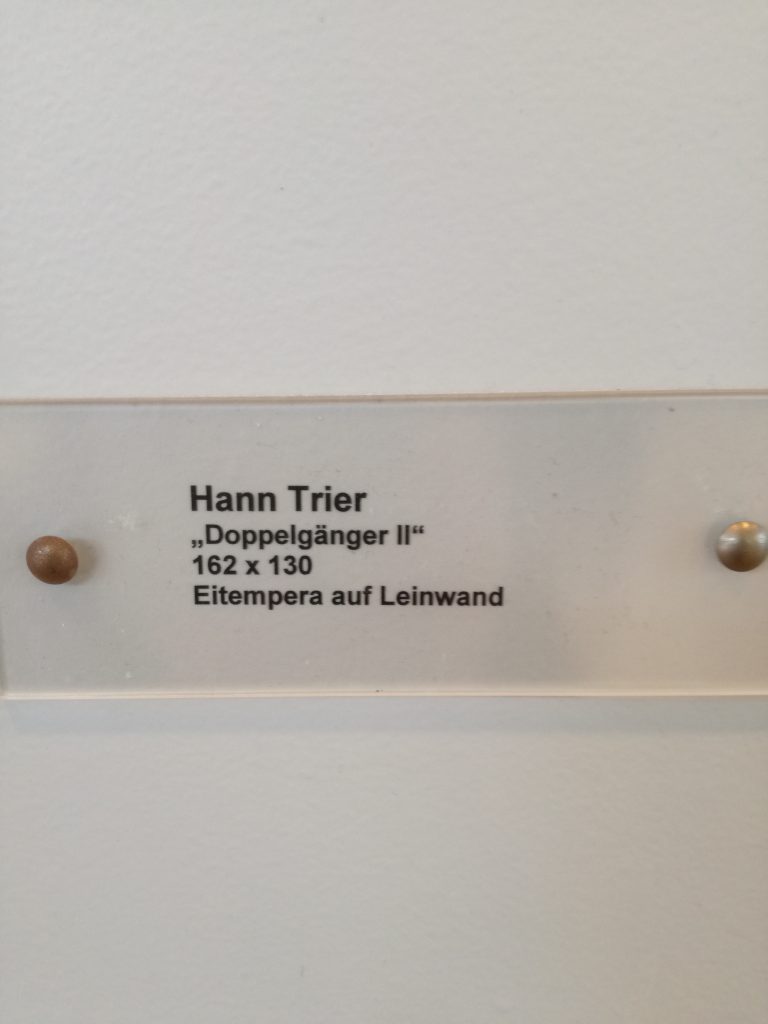 Hann Trier
„Doppelgänger II“
162 x 130
Eitempera auf Leinwand